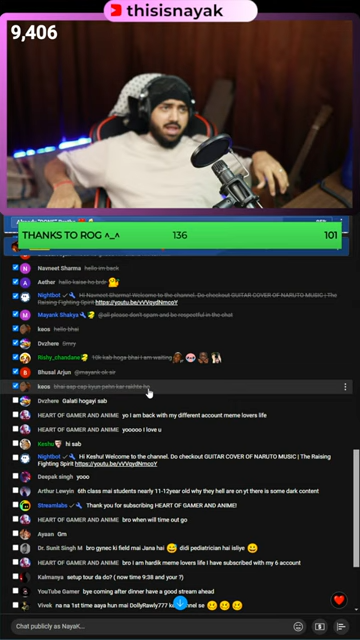 thisisnayak
9,406
THANKS TO ROG ^_^ 136 101
Navneet Sharma hello im back
Aether hello kaise ho brdr
Nightbot Hi Navneet Sharma! Welcome to the channel. Do checkout GUITAR COVER OF NARUTO MUSIC | The
Raising Fighting Spirit https://youtu.be/vVVoydNmcoY
Mayank Shakya @all please don't spam and be respectful in the chat
keos hello bhai
Dvzhere
Rishy_chandane 10k kab hoga bhai I am waiting
Bhusal Arjun @mayank ok sir
keos bhai aap cap kyun pehn kar rakhte ho
Dvzhere Galati hogayi sab
HEART OF GAMER AND ANIME yo I am back with my different account meme lovers life
HEART OF GAMER AND ANIME yooooo I love u
Keshu hi sab
Nightbot Hi Keshu! Welcome to the channel. Do checkout GUITAR COVER OF NARUTO MUSIC | The Raising
Fighting Spirit https://youtu.be/vVVoydNmcoY
Deepak singh yooo
Arthur Lewyin 6th class mai students nearly 11-12year old why they hell are on yt there is some dark content
Streamlabs Thank you for subscribing HEART OF GAMER AND ANIME!
HEART OF GAMER AND ANIME bro when will time out go
Ayaan Gm
Dr. Sunit Singh M bro gynec ki field mai Jana hai didi pediatrician hai isliye
HEART OF GAMER AND ANIME bro I am hardik meme lovers life I have subscribed with my 6 account
Kalmanya setup tour da do? ( now time 9:38 and your ?)
YouTube Gamer bye coming after dinner have a good stream ahead
Vivek na na 1st time aaya hun mai DollyRawly777 ka
Chat publicly as NayaK...